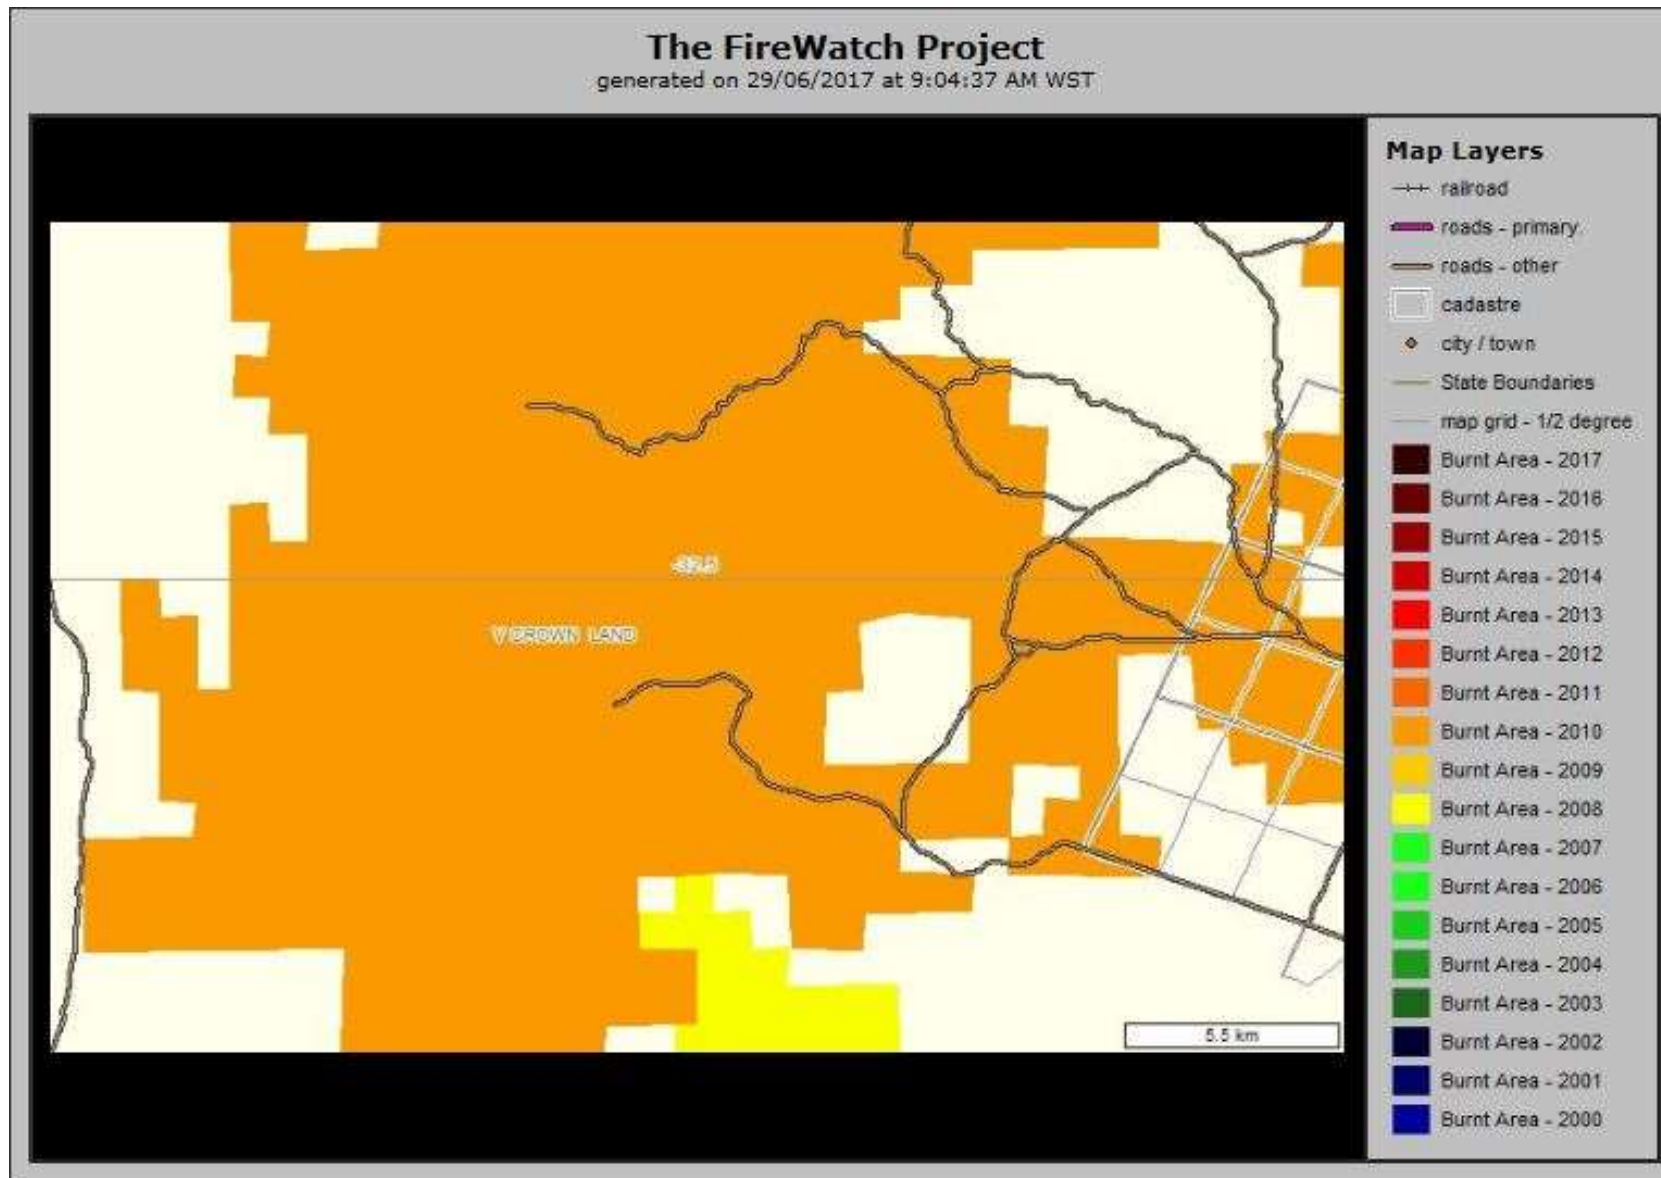 The FireWatch Project
generated on 29/06/2017 at 9:04:37 AM WST
Map Layers
railroad
roads - primary
roads - other
cadastre
city / town
State Boundaries
map grid - 1/2 degree
Burnt Area - 2017
Burnt Area - 2016
Burnt Area - 2015
Burnt Area - 2014
Burnt Area - 2013
Burnt Area - 2012
Burnt Area - 2011
Burnt Area - 2010
Burnt Area - 2009
Burnt Area - 2008
Burnt Area - 2007
Burnt Area - 2006
Burnt Area - 2005
Burnt Area - 2004
Burnt Area - 2003
Burnt Area - 2002
Burnt Area - 2001
Burnt Area - 2000
-32.5
V CROWN LAND
5.5 km